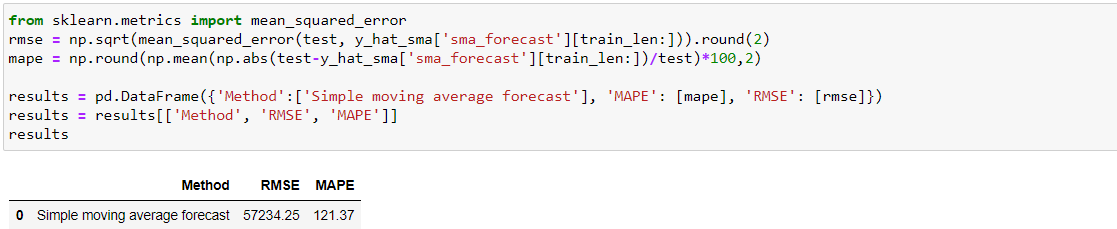 from sklearn.metrics import mean_squared_error
rmse = np.sqrt(mean_squared_error(test, y_hat_sma['sma_forecast'][train_len:])).round(2)
mape = np.round(np.mean(np.abs(test-y_hat_sma['sma_forecast'][train_len:])/test)*100,2)
results = pd.DataFrame({'Method':['Simple moving average forecast'], 'MAPE': [mape], 'RMSE': [rmse]})
results = results[['Method', 'RMSE', 'MAPE']]
results
Method RMSE MAPE
0 Simple moving average forecast 57234.25 121.37